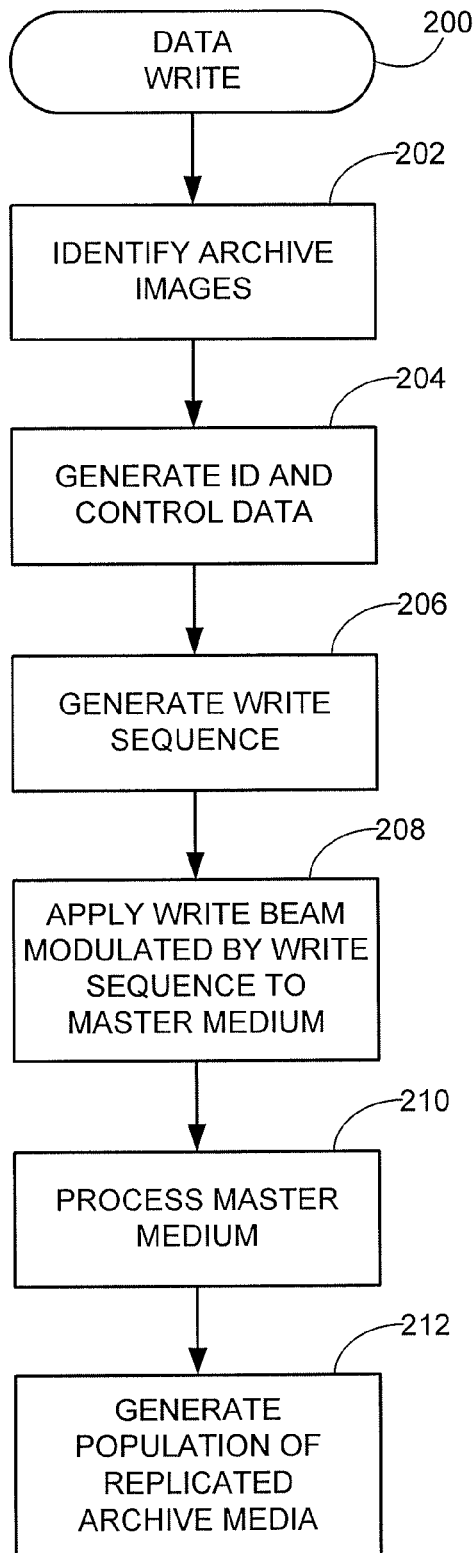 200
DATA
WRITE
202
IDENTIFY ARCHIVE
IMAGES
204
GENERATE ID AND
CONTROL DATA
206
GENERATE WRITE
SEQUENCE
208
APPLY WRITE BEAM
MODULATED BY WRITE
SEQUENCE TO
MASTER MEDIUM
210
PROCESS MASTER
MEDIUM
212
GENERATE
POPULATION OF
REPLICATED
ARCHIVE MEDIA